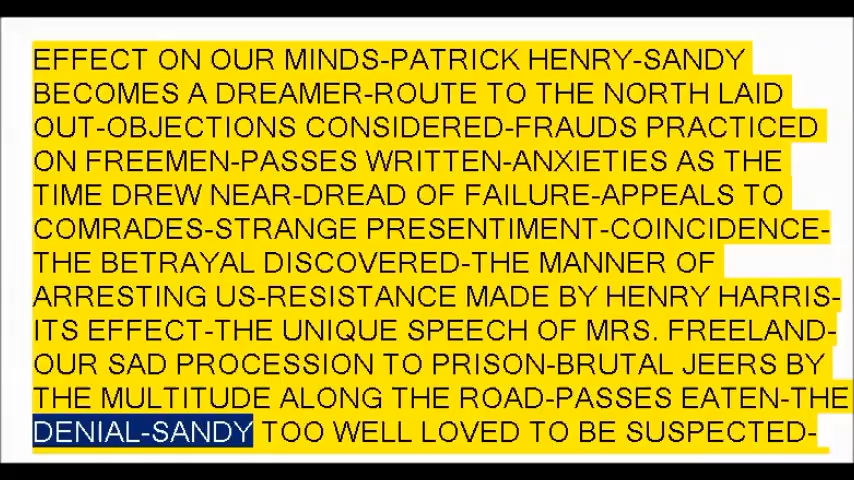 EFFECT ON OUR MINDS-PATRICK HENRY-SANDY
BECOMES A DREAMER-ROUTE TO THE NORTH LAID
OUT-OBJECTIONS CONSIDERED-FRAUDS PRACTICED
ON FREEMEN-PASSES WRITTEN-ANXIETIES AS THE
TIME DREW NEAR-DREAD OF FAILURE-APPEALS TO
COMRADES-STRANGE PRESENTIMENT-COINCIDENCE-
THE BETRAYAL DISCOVERED-THE MANNER OF
ARRESTING US-RESISTANCE MADE BY HENRY HARRIS-
ITS EFFECT-THE UNIQUE SPEECH OF MRS. FREELAND-
OUR SAD PROCESSION TO PRISON-BRUTAL JEERS BY
THE MULTITUDE ALONG THE ROAD-PASSES EATEN-THE
DENIAL-SANDY TOO WELL LOVED TO BE SUSPECTED-